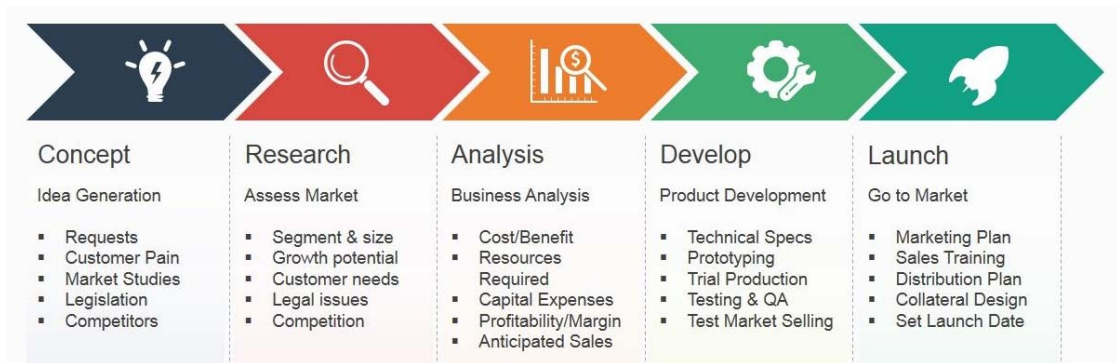 $
Concept
Idea Generation
▪ Requests
▪ Customer Pain
▪ Market Studies
▪ Legislation
▪ Competitors
Research
Assess Market
▪ Segment & size
▪ Growth potential
▪ Customer needs
▪ Legal issues
▪ Competition
Analysis
Business Analysis
▪ Cost/Benefit
▪ Resources
Required
▪ Capital Expenses
▪ Profitability/Margin
▪ Anticipated Sales
Develop
Product Development
▪ Technical Specs
▪ Prototyping
▪ Trial Production
▪ Testing & QA
▪ Test Market Selling
Launch
Go to Market
▪ Marketing Plan
▪ Sales Training
▪ Distribution Plan
▪ Collateral Design
▪ Set Launch Date